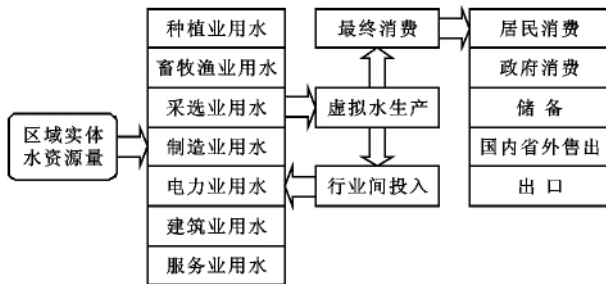 区域实体
水资源量
种植业用水
畜牧渔业用水
采选业用水
制造业用水
电力业用水
建筑业用水
服务业用水
最终消费
虚拟水生产
行业间投入
居民消费
政府消费
储 备
国内省外售出
出 口